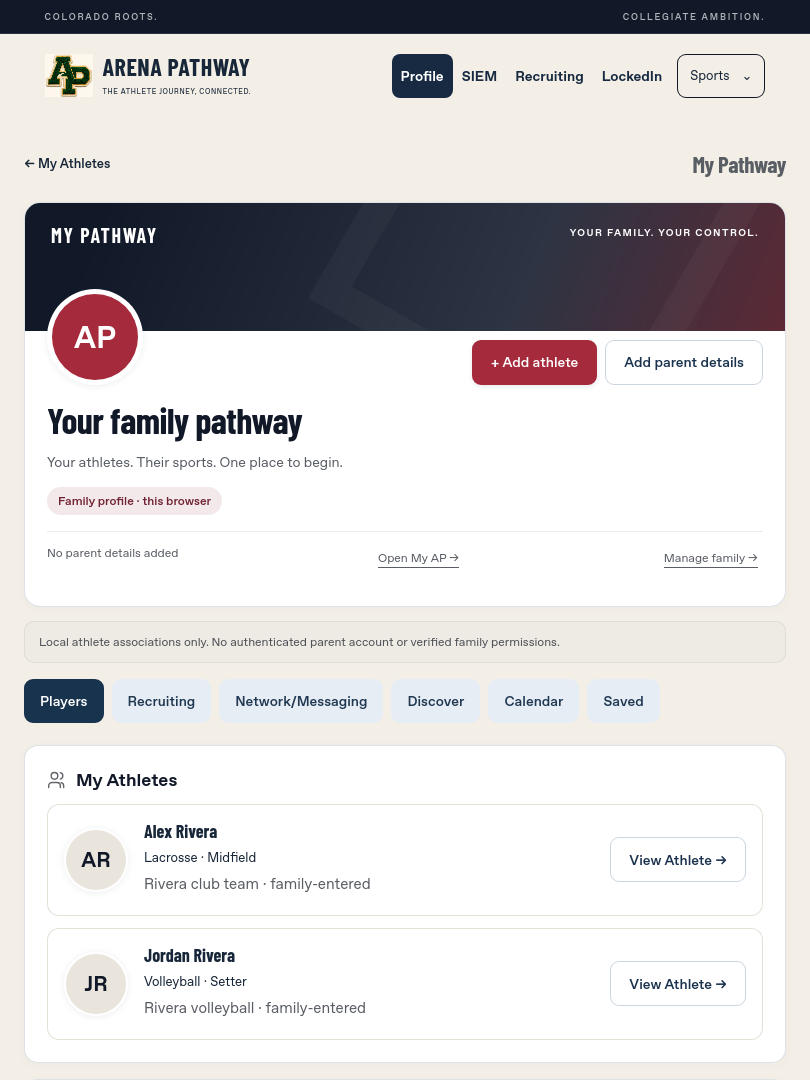 COLORADO ROOTS.
COLLEGIATE AMBITION.
AP
ARENA PATHWAY
THE ATHLETE JOURNEY, CONNECTED.
Profile
SIEM
Recruiting
LockedIn
Sports
← My Athletes
My Pathway
MY PATHWAY
YOUR FAMILY. YOUR CONTROL.
AP
+ Add athlete
Add parent details
Your family pathway
Your athletes. Their sports. One place to begin.
Family profile · this browser
No parent details added
Open My AP →
Manage family →
Local athlete associations only. No authenticated parent account or verified family permissions.
Players
Recruiting
Network/Messaging
Discover
Calendar
Saved
My Athletes
AR
Alex Rivera
Lacrosse · Midfield
Rivera club team · family-entered
View Athlete →
JR
Jordan Rivera
Volleyball · Setter
Rivera volleyball · family-entered
View Athlete →